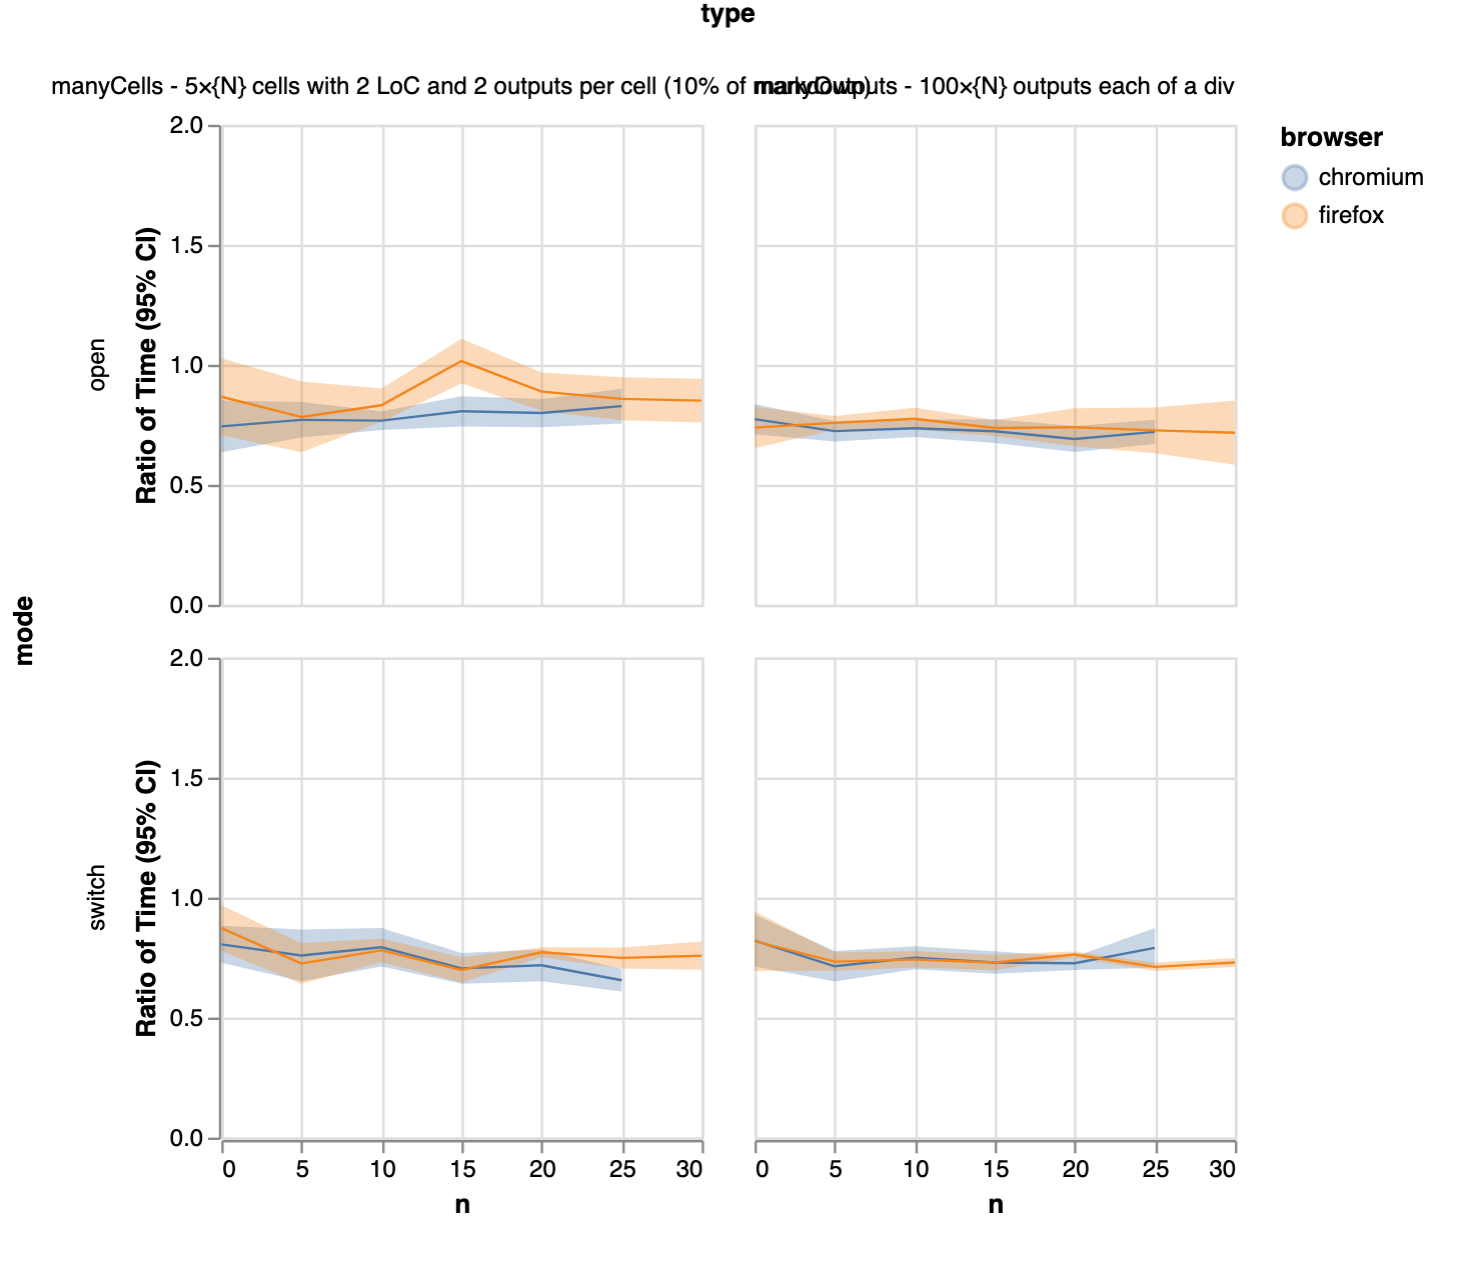 type
manyCells - 5×{N} cells with 2 LoC and 2 outputs per cell (10% of markdown)
manyOutputs - 100×{N} outputs each of a div
browser
chromium
firefox
mode
open
Ratio of Time (95% CI)
2.0
1.5
1.0
0.5
0.0
switch
Ratio of Time (95% CI)
2.0
1.5
1.0
0.5
0.0
0 5 10 15 20 25 30
n
0 5 10 15 20 25 30
n